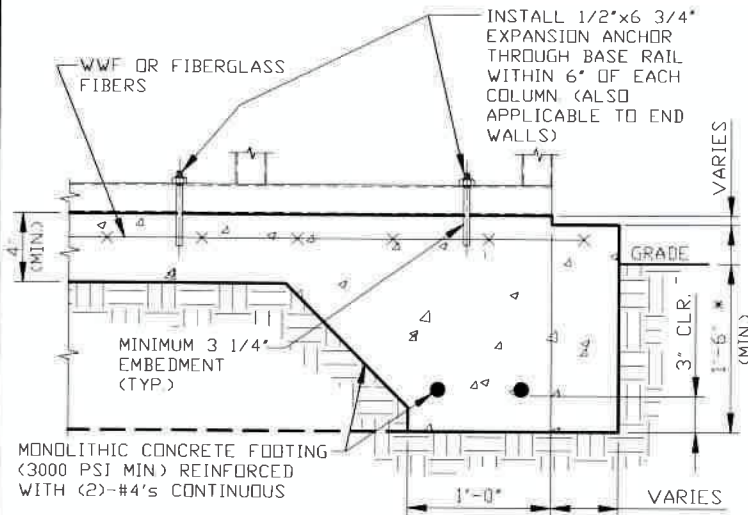 INSTALL 1/2"x6 3/4"
EXPANSION ANCHOR
THROUGH BASE RAIL
WITHIN 6" OF EACH
COLUMN (ALSO
APPLICABLE TO END
WALLS)
WWF OR FIBERGLASS
FIBERS
VARIES
4"
(MIN.)
GRADE
MINIMUM 3 1/4"
EMBEDMENT
(TYP.)
3" CLR.
1'-6" *
(MIN.)
MONOLITHIC CONCRETE FOOTING
(3000 PSI MIN.) REINFORCED
WITH (2)-#4's CONTINUOUS
1'-0"
VARIES